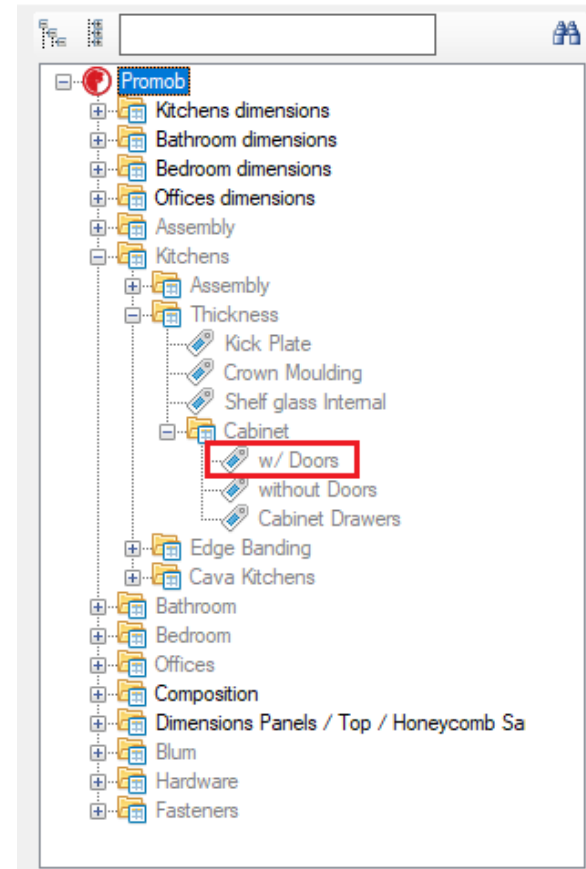 Promob
Kitchens dimensions
Bathroom dimensions
Bedroom dimensions
Offices dimensions
Assembly
Kitchens
Assembly
Thickness
Kick Plate
Crown Moulding
Shelf glass Internal
Cabinet
w/ Doors
without Doors
Cabinet Drawers
Edge Banding
Cava Kitchens
Bathroom
Bedroom
Offices
Composition
Dimensions Panels / Top / Honeycomb Sa
Blum
Hardware
Fasteners